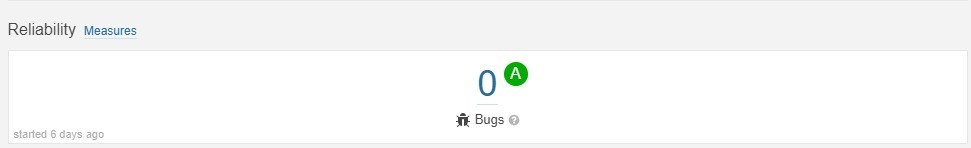 Reliability Measures
0 A
Bugs ?
started 6 days ago